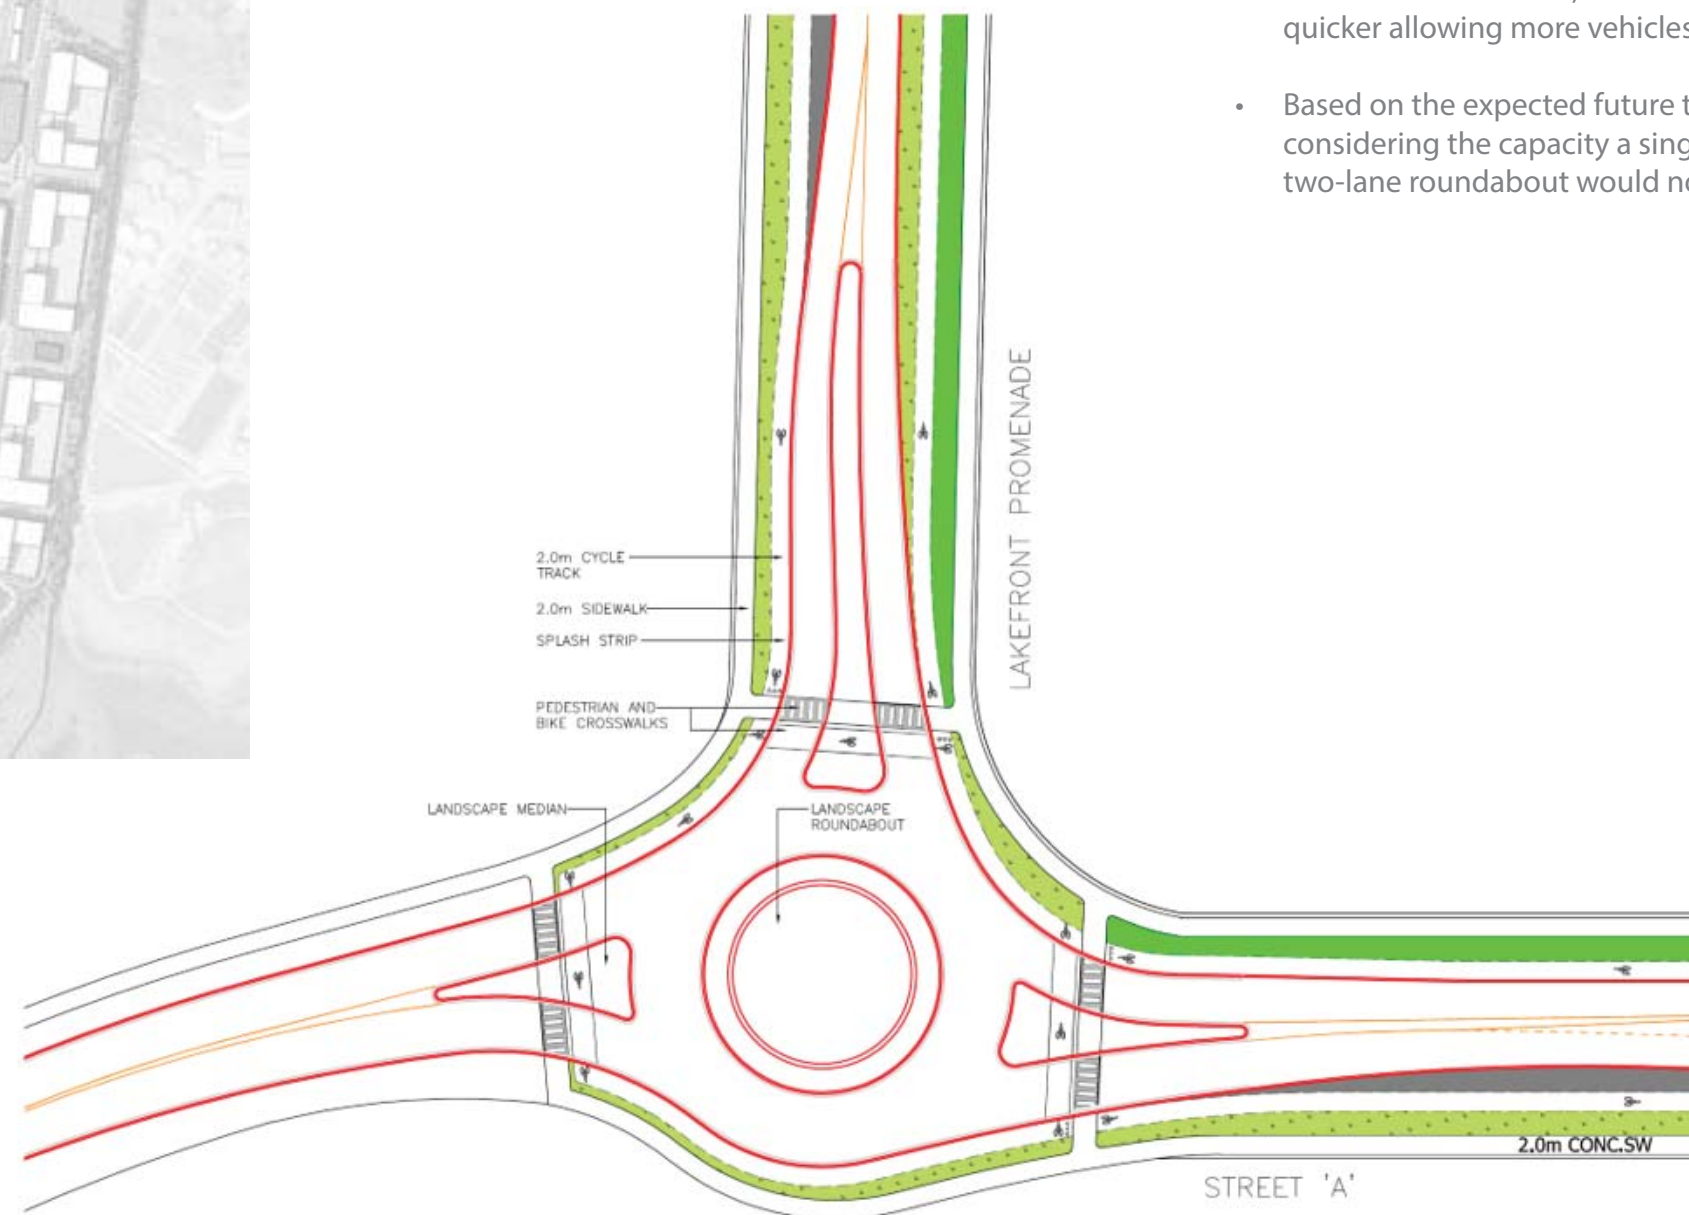 quicker allowing more vehicles
• Based on the expected future t
considering the capacity a sing
two-lane roundabout would no
LAKEFRONT PROMENADE
2.0m CYCLE
TRACK
2.0m SIDEWALK
SPLASH STRIP
PEDESTRIAN AND
BIKE CROSSWALKS
LANDSCAPE MEDIAN
LANDSCAPE
ROUNDABOUT
2.0m CONC.SW
STREET 'A'